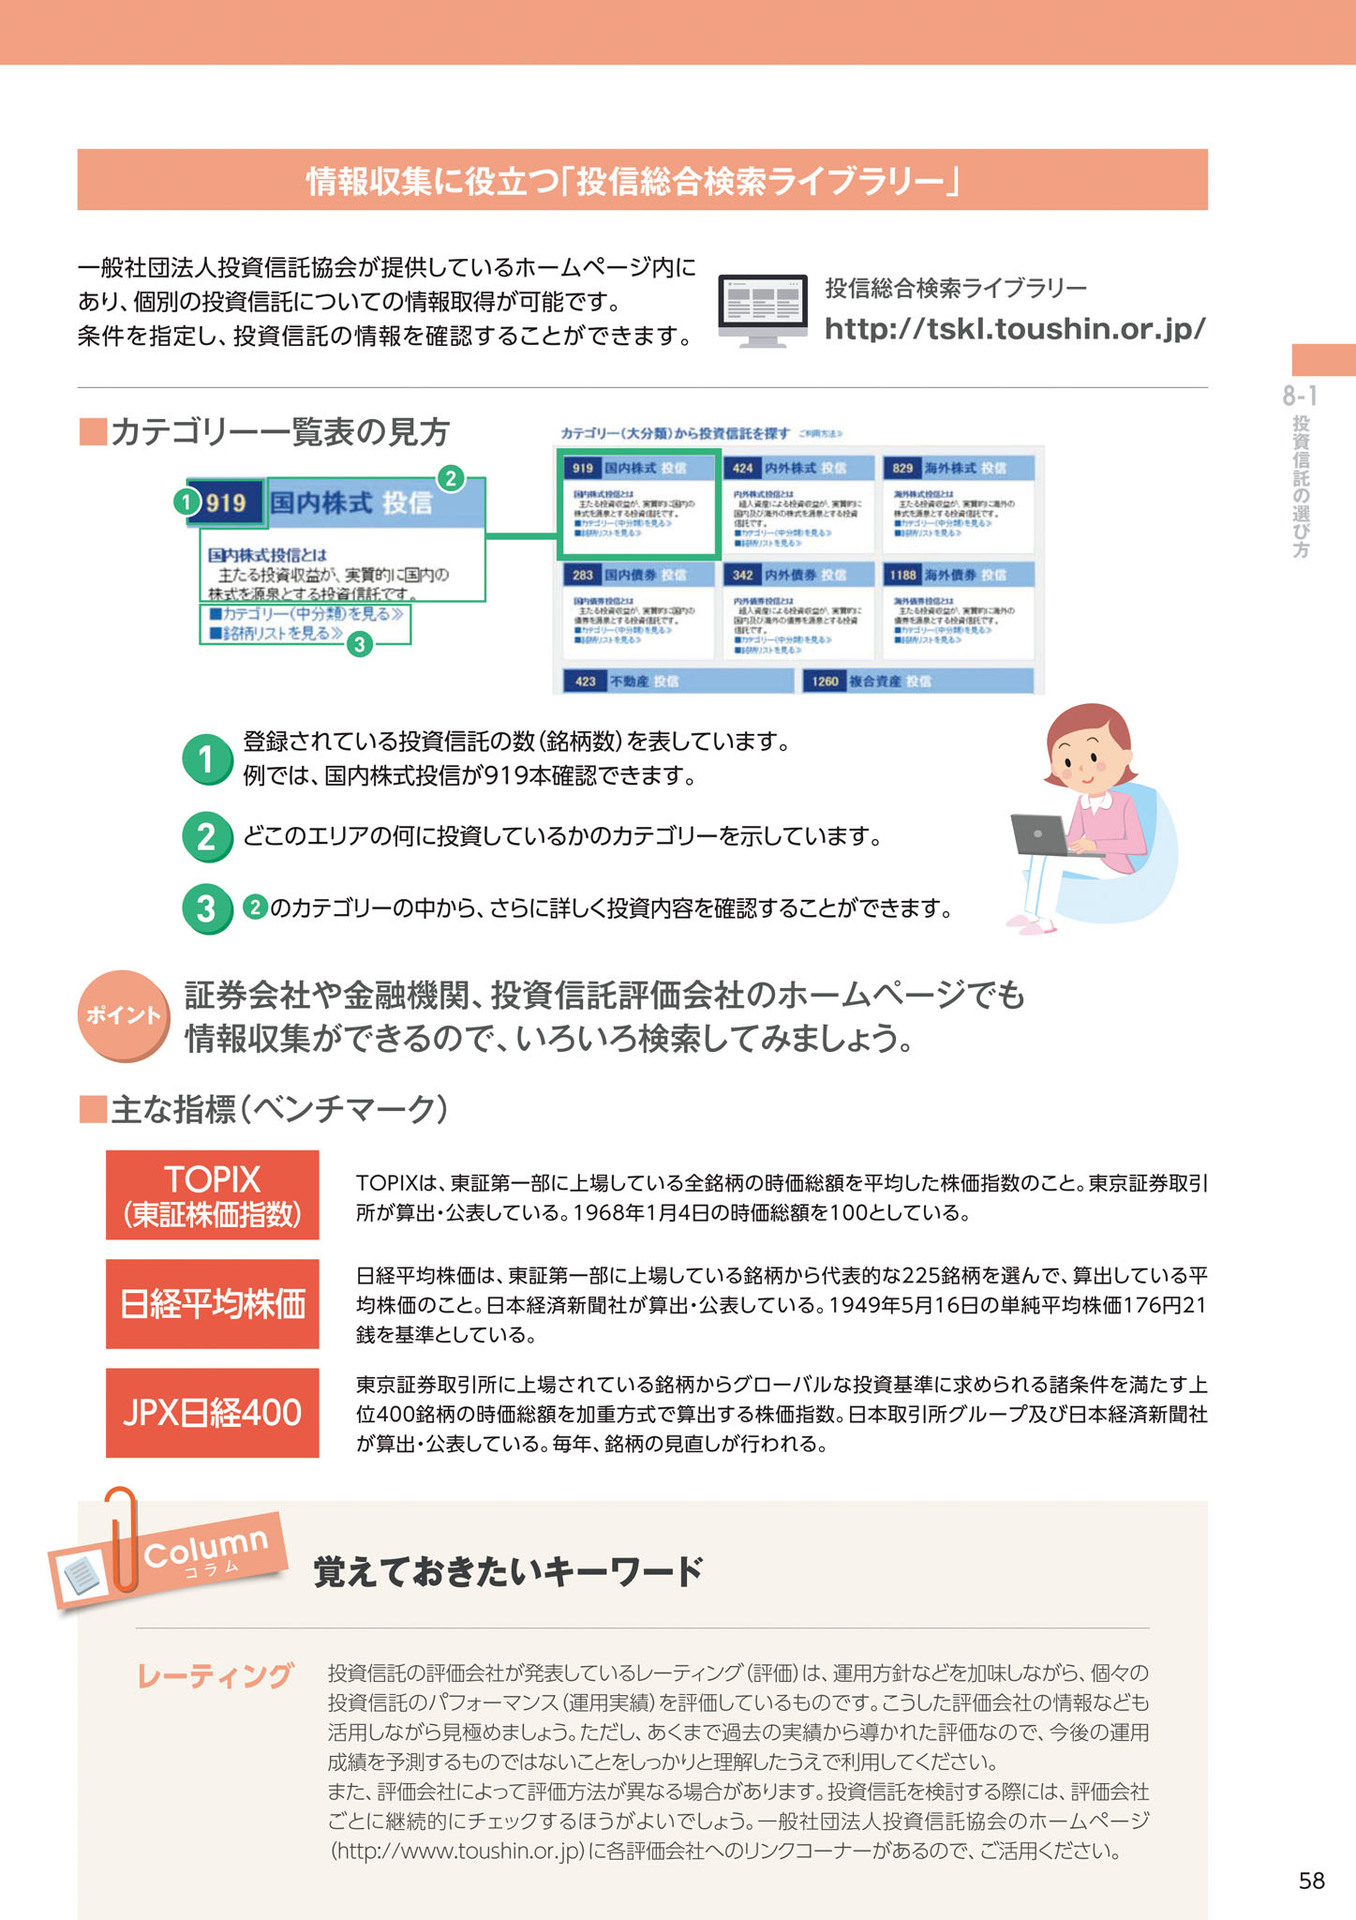 情報収集に役立つ「投信総合検索ライブラリー」
一般社団法人投資信託協会が提供しているホームページ内に
あり、個別の投資信託についての情報取得が可能です。
条件を指定し、投資信託の情報を確認することができます。
投信総合検索ライブラリー
http://tskl.toushin.or.jp/
8-1
投資信託の選び方
■カテゴリー一覧表の見方
1 919 国内株式 投信 2
国内株式投信とは
主たる投資収益が、実質的に国内の
株式を源泉とする投資信託です。
■カテゴリー(中分類)を見る≫
■銘柄リストを見る≫
3
カテゴリー(大分類)から投資信託を探す ご利用方法≫
919 国内株式 投信
国内株式投信とは
主たる投資収益が、実質的に国内の
株式を源泉とする投資信託です。
■カテゴリー(中分類)を見る≫
■銘柄リストを見る≫
424 内外株式 投信
内外株式投信とは
組入資産による投資収益が、実質的に
国内及び海外の株式を源泉とする投資
信託です。
■カテゴリー(中分類)を見る≫
■銘柄リストを見る≫
829 海外株式 投信
海外株式投信とは
主たる投資収益が、実質的に海外の
株式を源泉とする投資信託です。
■カテゴリー(中分類)を見る≫
■銘柄リストを見る≫
283 国内債券 投信
国内債券投信とは
主たる投資収益が、実質的に国内の
債券を源泉とする投資信託です。
■カテゴリー(中分類)を見る≫
■銘柄リストを見る≫
342 内外債券 投信
内外債券投信とは
組入資産による投資収益が、実質的に
国内及び海外の債券を源泉とする投資
信託です。
■カテゴリー(中分類)を見る≫
■銘柄リストを見る≫
1188 海外債券 投信
海外債券投信とは
主たる投資収益が、実質的に海外の
債券を源泉とする投資信託です。
■カテゴリー(中分類)を見る≫
■銘柄リストを見る≫
423 不動産 投信
1260 複合資産 投信
1 登録されている投資信託の数(銘柄数)を表しています。
例では、国内株式投信が919本確認できます。
2 どこのエリアの何に投資しているかのカテゴリーを示しています。
3 2のカテゴリーの中から、さらに詳しく投資内容を確認することができます。
ポイント
証券会社や金融機関、投資信託評価会社のホームページでも
情報収集ができるので、いろいろ検索してみましょう。
■主な指標(ベンチマーク)
TOPIX
(東証株価指数)
TOPIXは、東証第一部に上場している全銘柄の時価総額を平均した株価指数のこと。東京証券取引
所が算出・公表している。1968年1月4日の時価総額を100としている。
日経平均株価
日経平均株価は、東証第一部に上場している銘柄から代表的な225銘柄を選んで、算出している平
均株価のこと。日本経済新聞社が算出・公表している。1949年5月16日の単純平均株価176円21
銭を基準としている。
JPX日経400
東京証券取引所に上場されている銘柄からグローバルな投資基準に求められる諸条件を満たす上
位400銘柄の時価総額を加重方式で算出する株価指数。日本取引所グループ及び日本経済新聞社
が算出・公表している。毎年、銘柄の見直しが行われる。
Column
コラム
覚えておきたいキーワード
レーティング
投資信託の評価会社が発表しているレーティング(評価)は、運用方針などを加味しながら、個々の
投資信託のパフォーマンス(運用実績)を評価しているものです。こうした評価会社の情報なども
活用しながら見極めましょう。ただし、あくまで過去の実績から導かれた評価なので、今後の運用
成績を予測するものではないことをしっかりと理解したうえで利用してください。
また、評価会社によって評価方法が異なる場合があります。投資信託を検討する際には、評価会社
ごとに継続的にチェックするほうがよいでしょう。一般社団法人投資信託協会のホームページ
(http://www.toushin.or.jp)に各評価会社へのリンクコーナーがあるので、ご活用ください。
58